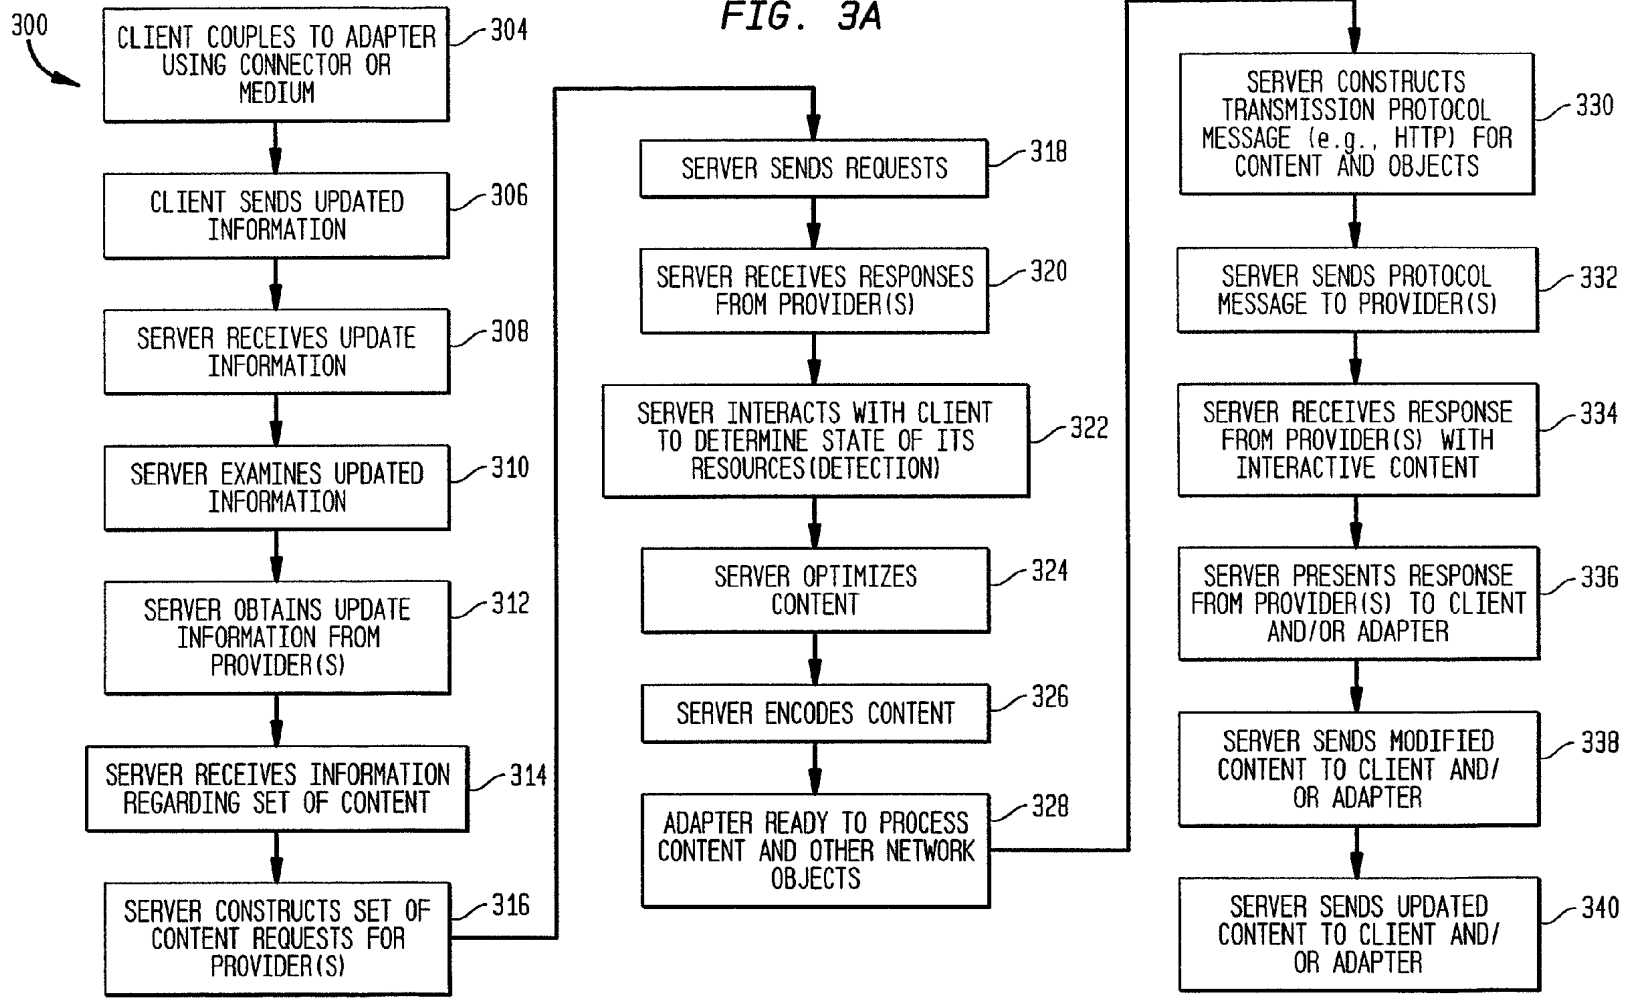 FIG. 3A
300
CLIENT COUPLES TO ADAPTER
USING CONNECTOR OR
MEDIUM
304
CLIENT SENDS UPDATED
INFORMATION
306
SERVER RECEIVES UPDATE
INFORMATION
308
SERVER EXAMINES UPDATED
INFORMATION
310
SERVER OBTAINS UPDATE
INFORMATION FROM
PROVIDER(S)
312
SERVER RECEIVES INFORMATION
REGARDING SET OF CONTENT
314
SERVER CONSTRUCTS SET OF
CONTENT REQUESTS FOR
PROVIDER(S)
316
SERVER SENDS REQUESTS
318
SERVER RECEIVES RESPONSES
FROM PROVIDER(S)
320
SERVER INTERACTS WITH CLIENT
TO DETERMINE STATE OF ITS
RESOURCES(DETECTION)
322
SERVER OPTIMIZES
CONTENT
324
SERVER ENCODES CONTENT
326
ADAPTER READY TO PROCESS
CONTENT AND OTHER NETWORK
OBJECTS
328
SERVER CONSTRUCTS
TRANSMISSION PROTOCOL
MESSAGE (e.g., HTTP) FOR
CONTENT AND OBJECTS
330
SERVER SENDS PROTOCOL
MESSAGE TO PROVIDER(S)
332
SERVER RECEIVES RESPONSE
FROM PROVIDER(S) WITH
INTERACTIVE CONTENT
334
SERVER PRESENTS RESPONSE
FROM PROVIDER(S) TO CLIENT
AND/OR ADAPTER
336
SERVER SENDS MODIFIED
CONTENT TO CLIENT AND/
OR ADAPTER
338
SERVER SENDS UPDATED
CONTENT TO CLIENT AND/
OR ADAPTER
340